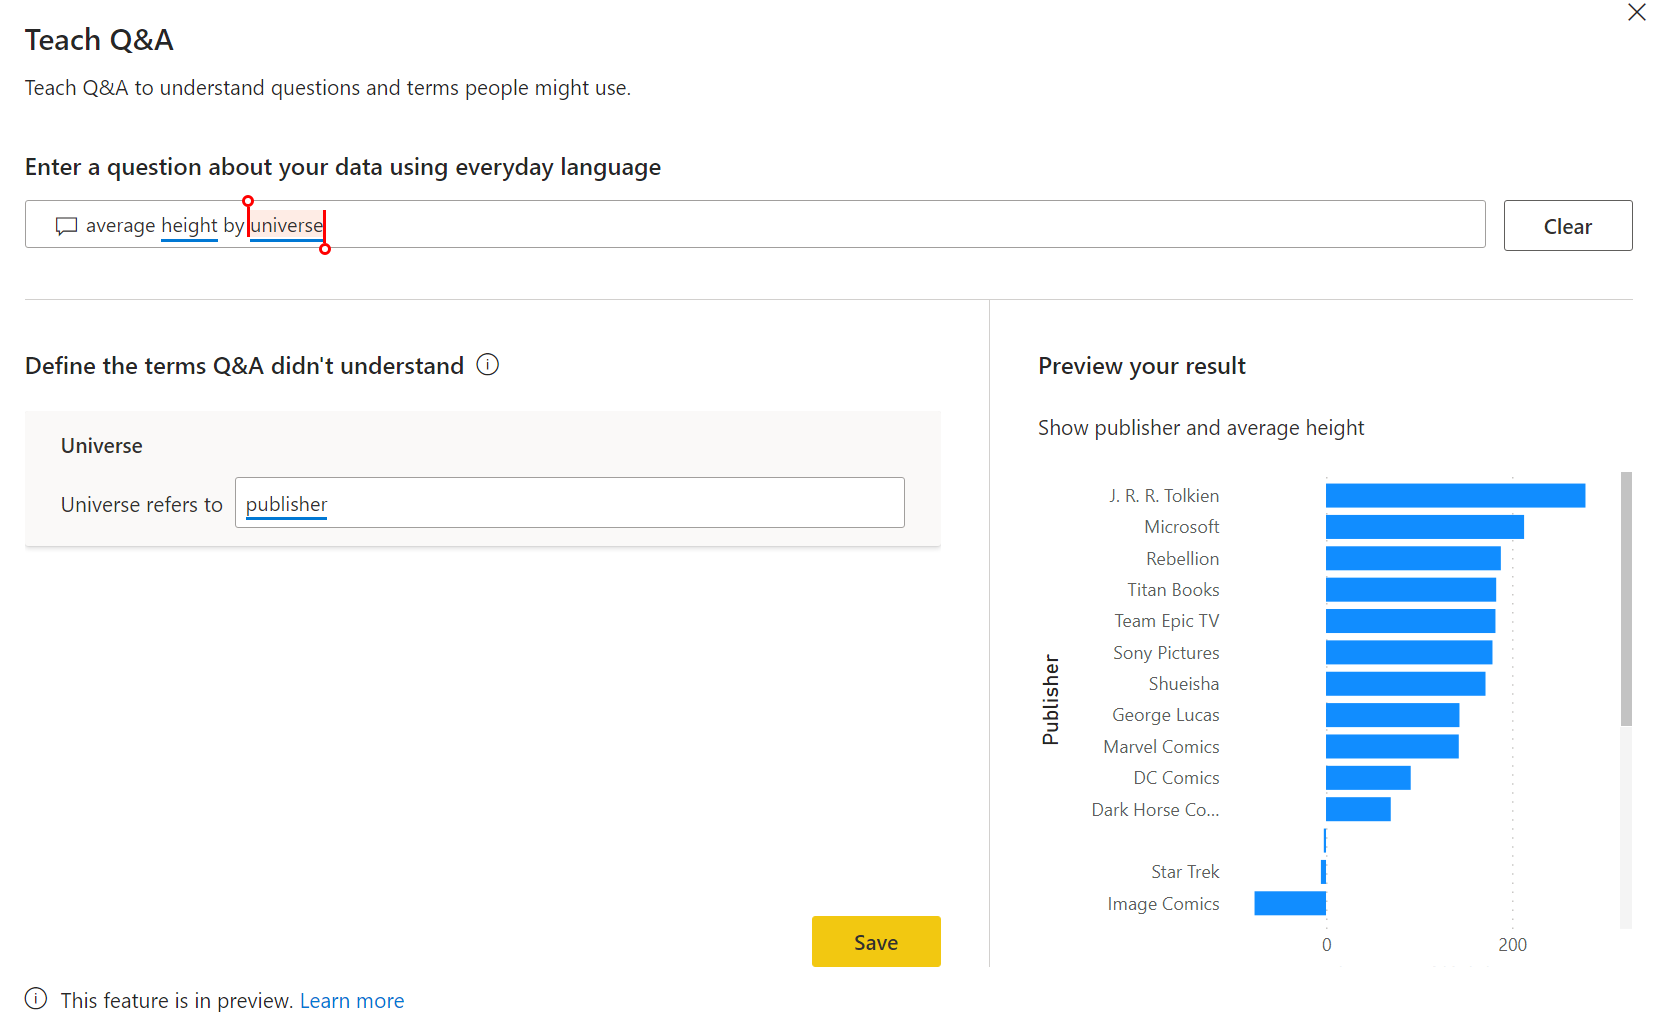 Teach Q&A
Teach Q&A to understand questions and terms people might use.
Enter a question about your data using everyday language
average height by universe
Clear
Define the terms Q&A didn't understand
Universe
Universe refers to publisher
Save
Preview your result
Show publisher and average height
Publisher
J. R. R. Tolkien
Microsoft
Rebellion
Titan Books
Team Epic TV
Sony Pictures
Shueisha
George Lucas
Marvel Comics
DC Comics
Dark Horse Co...
Star Trek
Image Comics
0 200
This feature is in preview. Learn more